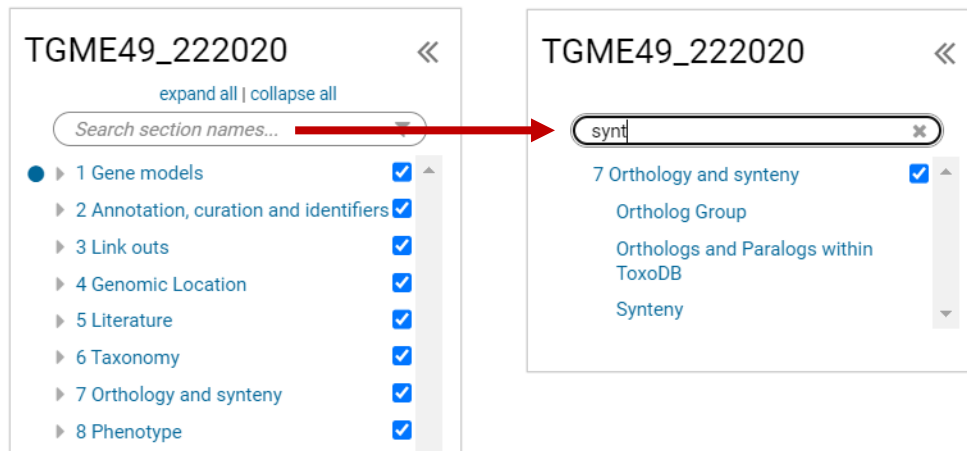 TGME49_222020
expand all | collapse all
Search section names...
1 Gene models
2 Annotation, curation and identifiers
3 Link outs
4 Genomic Location
5 Literature
6 Taxonomy
7 Orthology and synteny
8 Phenotype
TGME49_222020
synt
7 Orthology and synteny
Ortholog Group
Orthologs and Paralogs within
ToxoDB
Synteny